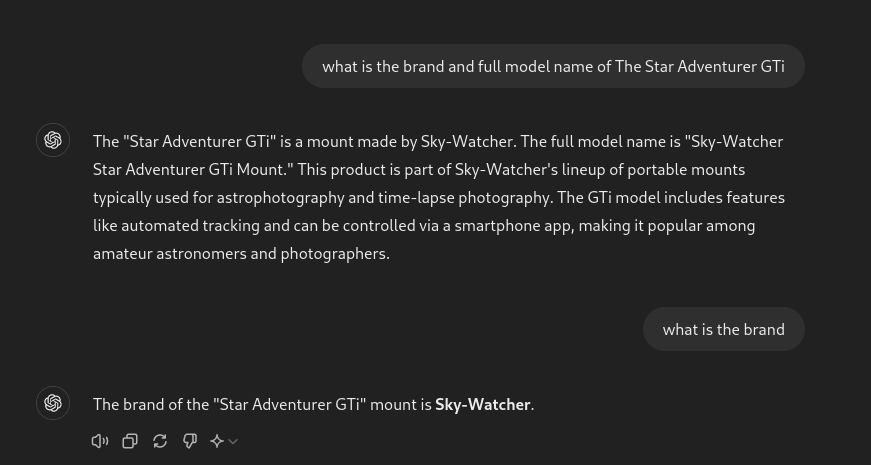 what is the brand and full model name of The Star Adventurer GTi
The "Star Adventurer GTi" is a mount made by Sky-Watcher. The full model name is "Sky-Watcher
Star Adventurer GTi Mount." This product is part of Sky-Watcher's lineup of portable mounts
typically used for astrophotography and time-lapse photography. The GTi model includes features
like automated tracking and can be controlled via a smartphone app, making it popular among
amateur astronomers and photographers.
what is the brand
The brand of the "Star Adventurer GTi" mount is Sky-Watcher.